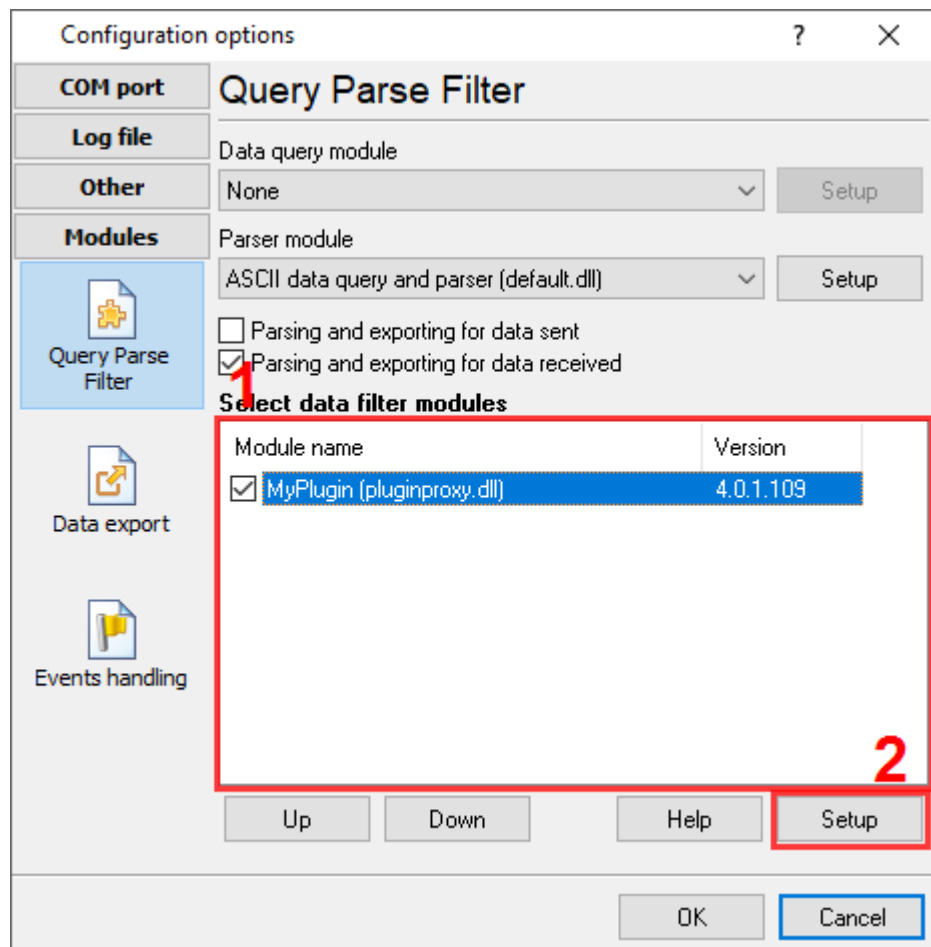 Configuration options ?
COM port
Log file
Other
Modules
Query Parse
Filter
Data export
Events handling
Query Parse Filter
Data query module
None Setup
Parser module
ASCII data query and parser (default.dll) Setup
Parsing and exporting for data sent
Parsing and exporting for data received
1
Select data filter modules
Module name Version
MyPlugin (pluginproxy.dll) 4.0.1.109
2
Up Down Help Setup
OK Cancel